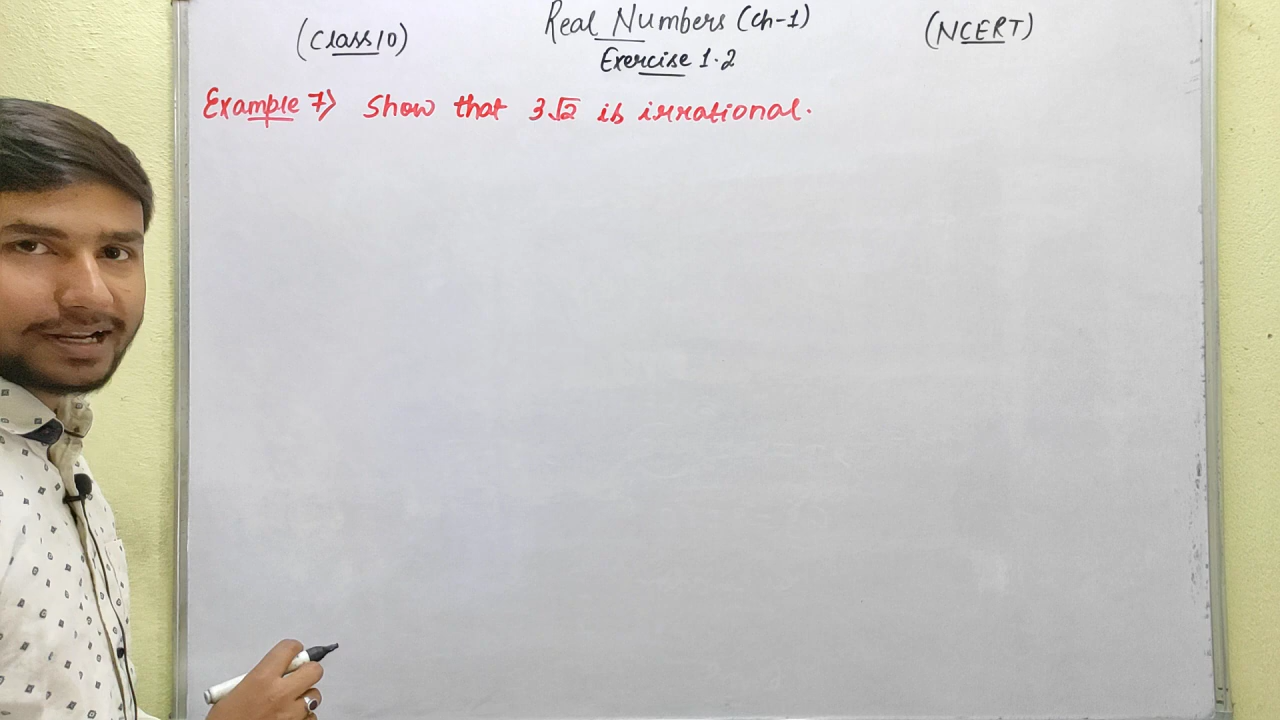 (Class 10) Real Numbers (Ch-1) (NCERT)
Exercise 1.2
Example 7) Show that 3√2 is irrational.